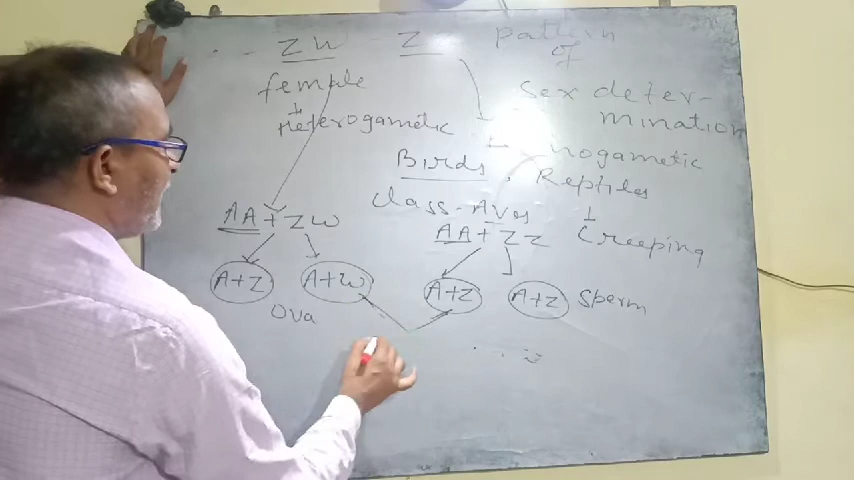 ZW Z Pattern
of
Sex deter-
mination
female
Heterogametic
mogametic
Birds, Reptiles
Class-Aves
Creeping
AA+ZW
AA+ZZ
A+Z A+W A+Z A+Z Sperm
Ova